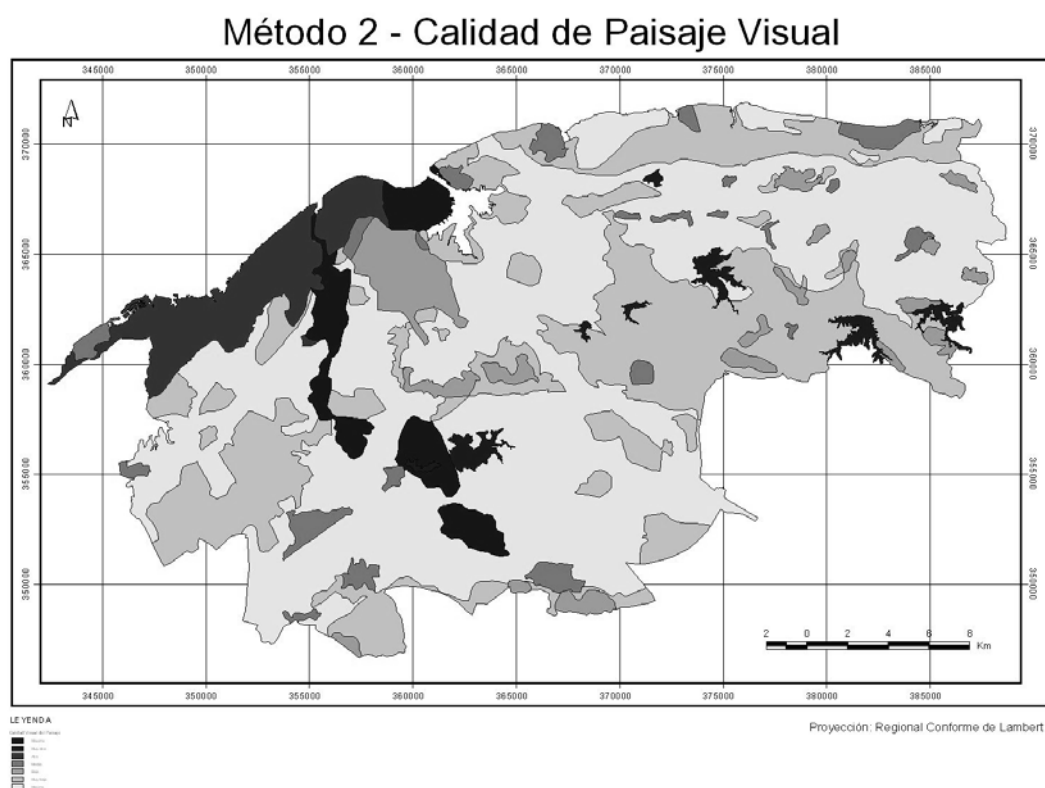 Método 2 - Calidad de Paisaje Visual
345000 350000 355000 360000 365000 370000 375000 380000 385000
N
370000 370000
365000 365000
360000 360000
355000 355000
350000 350000
2 0 2 4 6 8
Km
345000 350000 355000 360000 365000 370000 375000 380000 385000
LEYENDA
Proyección: Regional Conforme de Lambert